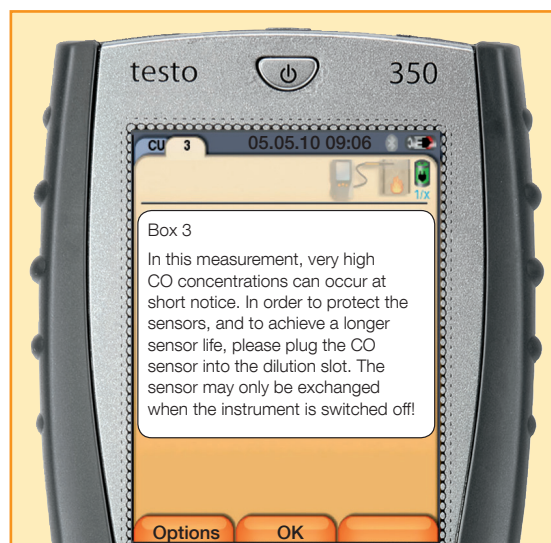 testo 350
CU 3 05.05.10 09:06
1/x
Box 3
In this measurement, very high
CO concentrations can occur at
short notice. In order to protect the
sensors, and to achieve a longer
sensor life, please plug the CO
sensor into the dilution slot. The
sensor may only be exchanged
when the instrument is switched off!
Options OK